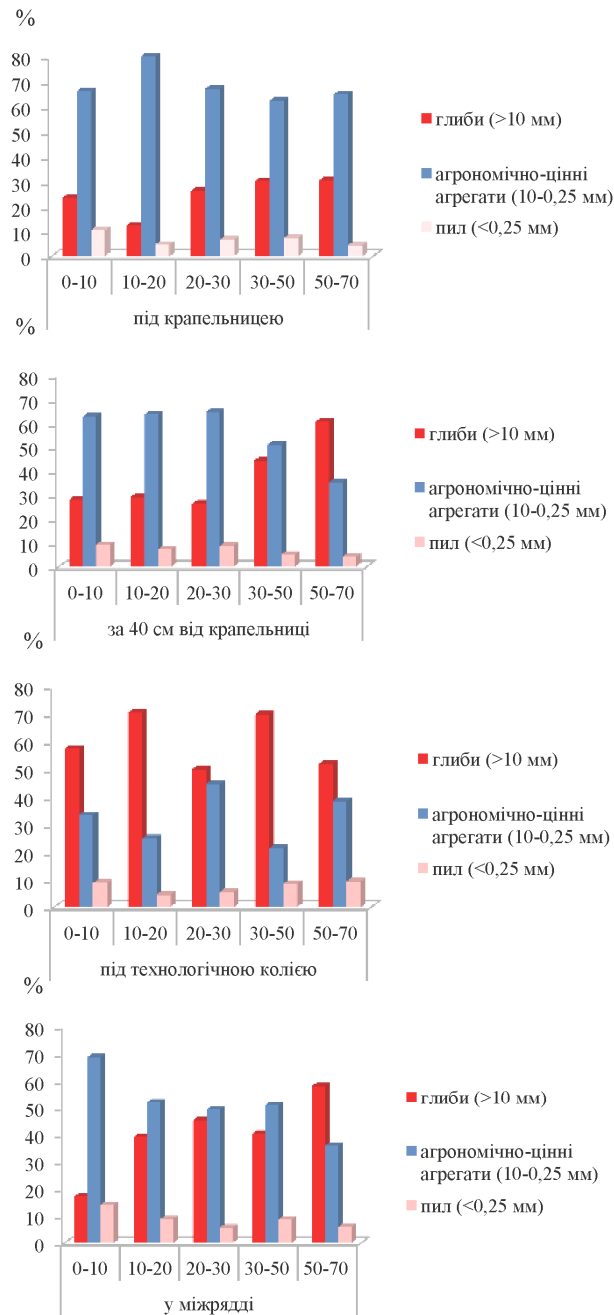 %
80
70
60
50
40
30
20
10
0
0-10 10-20 20-30 30-50 50-70
під крапельницею
глиби (>10 мм)
агрономічно-цінні
агрегати (10-0,25 мм)
пил (<0,25 мм)
%
80
70
60
50
40
30
20
10
0
0-10 10-20 20-30 30-50 50-70
за 40 см від крапельниці
глиби (>10 мм)
агрономічно-цінні
агрегати (10-0,25 мм)
пил (<0,25 мм)
%
80
70
60
50
40
30
20
10
0
0-10 10-20 20-30 30-50 50-70
під технологічною колією
глиби (>10 мм)
агрономічно-цінні
агрегати (10-0,25 мм)
пил (<0,25 мм)
%
80
70
60
50
40
30
20
10
0
0-10 10-20 20-30 30-50 50-70
у міжрядді
глиби (>10 мм)
агрономічно-цінні
агрегати (10-0,25 мм)
пил (<0,25 мм)